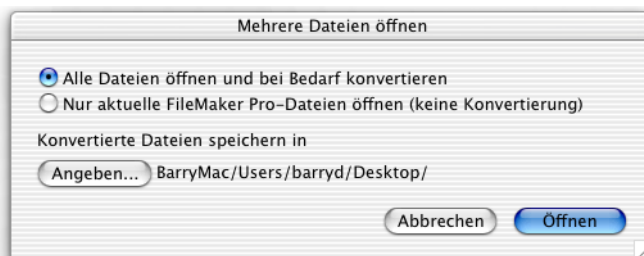 Mehrere Dateien öffnen
Alle Dateien öffnen und bei Bedarf konvertieren
Nur aktuelle FileMaker Pro-Dateien öffnen (keine Konvertierung)
Konvertierte Dateien speichern in
Angeben... BarryMac/Users/barryd/Desktop/
Abbrechen Öffnen